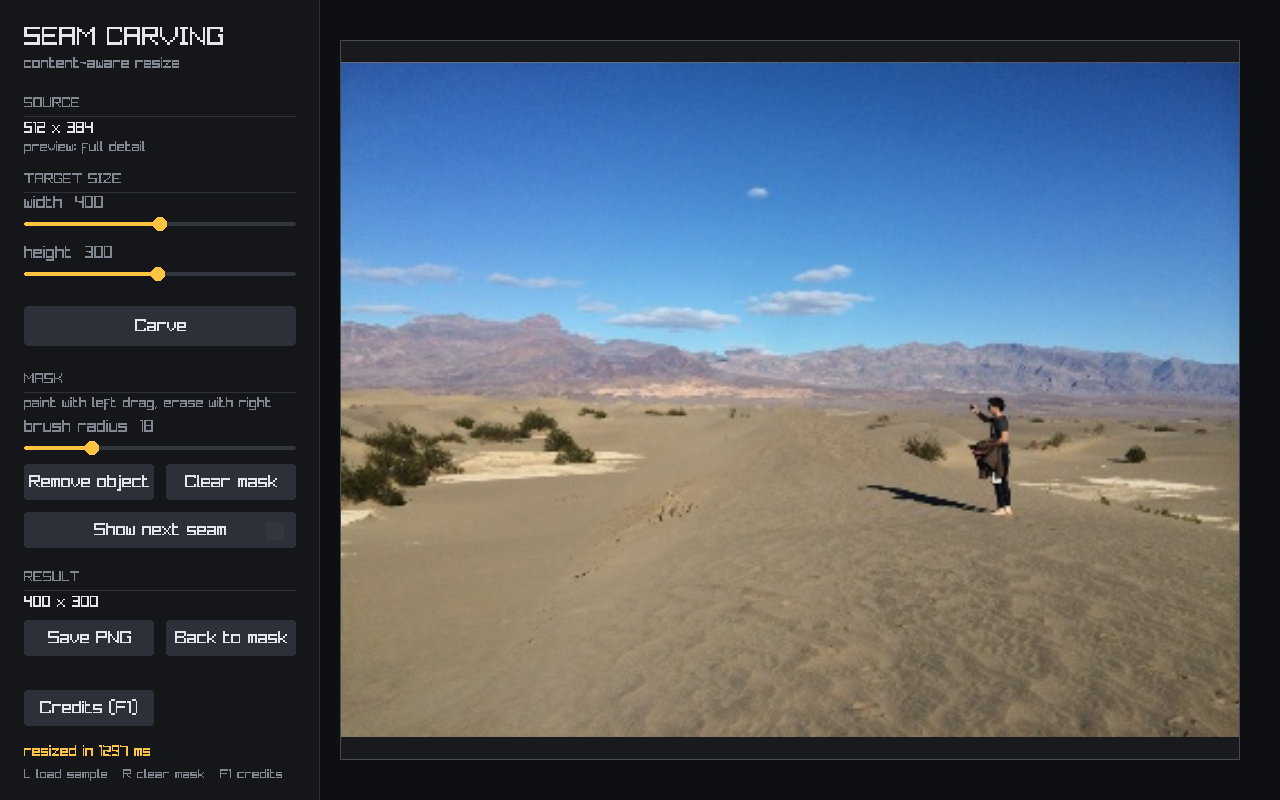 SEAM CARVING
content-aware resize
SOURCE
512 x 384
preview: full detail
TARGET SIZE
width 400
height 300
Carve
MASK
paint with left drag, erase with right
brush radius 18
Remove object Clear mask
Show next seam
RESULT
400 x 300
Save PNG Back to mask
Credits (F1)
resized in 1297 ms
L load sample R clear mask F1 credits